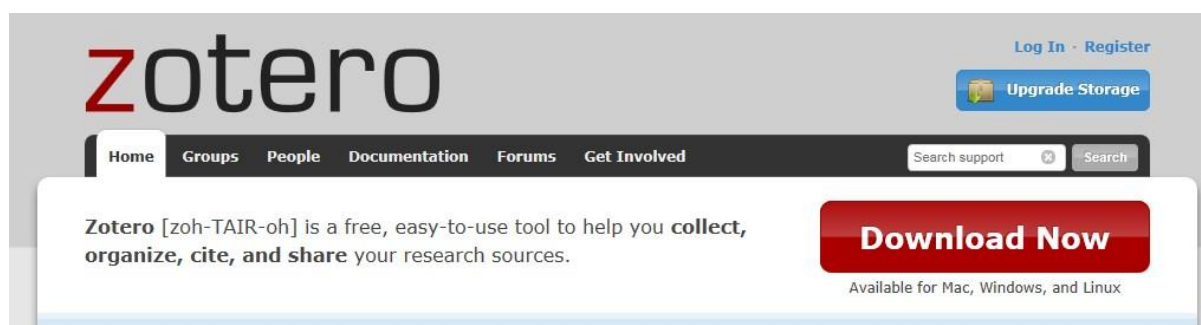 zotero
Log In · Register
Upgrade Storage
Home Groups People Documentation Forums Get Involved
Search support Search
Zotero [zoh-TAIR-oh] is a free, easy-to-use tool to help you collect,
organize, cite, and share your research sources.
Download Now
Available for Mac, Windows, and Linux